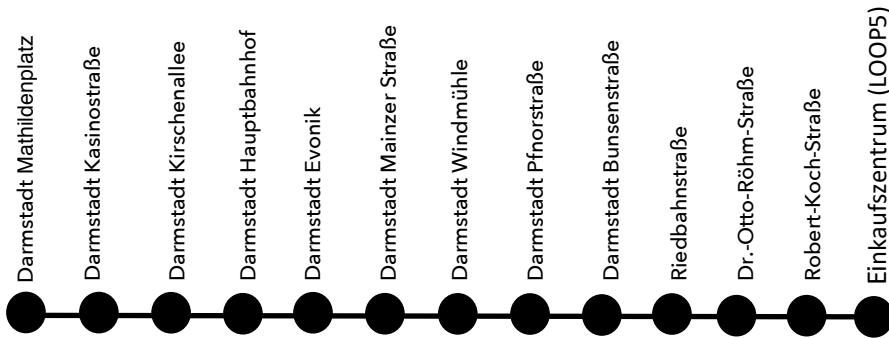 Darmstadt Mathildenplatz
Darmstadt Kasinostraße
Darmstadt Kirschenallee
Darmstadt Hauptbahnhof
Darmstadt Evonik
Darmstadt Mainzer Straße
Darmstadt Windmühle
Darmstadt Pfnorstraße
Darmstadt Bunsenstraße
Riedbahnstraße
Dr.-Otto-Röhm-Straße
Robert-Koch-Straße
Einkaufszentrum (LOOP5)